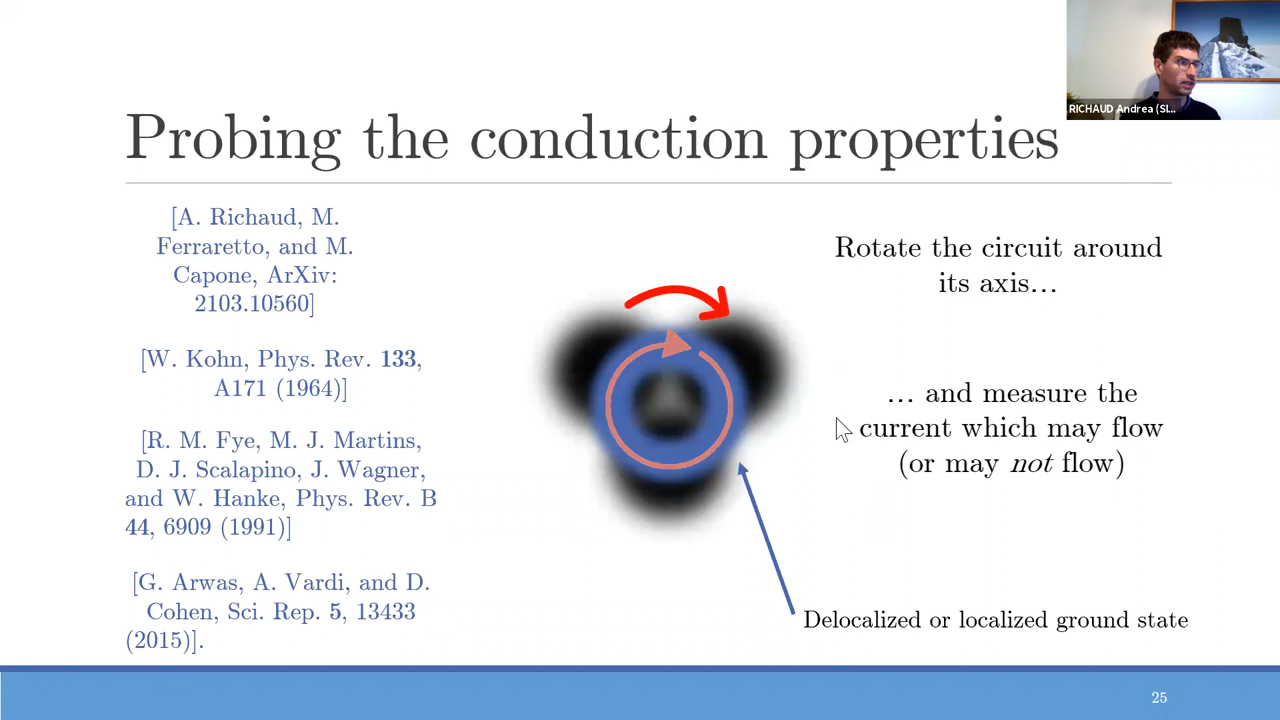 RICHAUD Andrea (SI...
Probing the conduction properties
[A. Richaud, M.
Ferraretto, and M.
Capone, ArXiv:
2103.10560]
[W. Kohn, Phys. Rev. 133,
A171 (1964)]
[R. M. Fye, M. J. Martins,
D. J. Scalapino, J. Wagner,
and W. Hanke, Phys. Rev. B
44, 6909 (1991)]
[G. Arwas, A. Vardi, and D.
Cohen, Sci. Rep. 5, 13433
(2015)].
Rotate the circuit around
its axis…
… and measure the
current which may flow
(or may not flow)
Delocalized or localized ground state
25